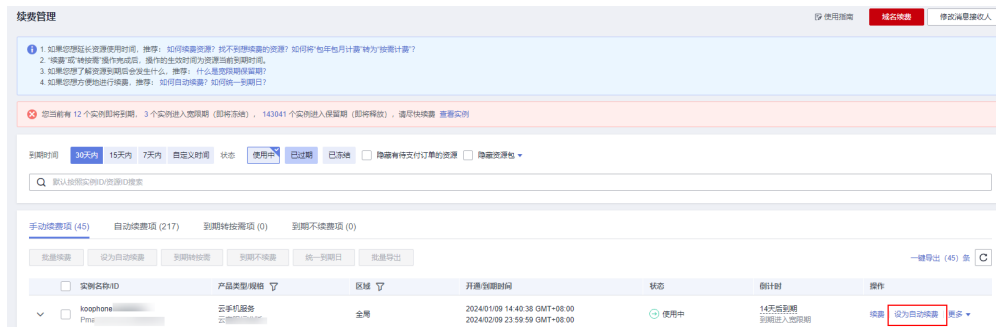 续费管理
使用指南
域名续费
修改消息接收人
1. 如果您想延长资源使用时间，推荐：如何续费资源？找不到想续费的资源？如何将"包年包月计费"转为"按需计费"？
2. "续费"或"转按需"操作完成后，操作的生效时间为资源当前到期时间。
3. 如果您想了解资源到期后会发生什么，推荐：什么是宽限期保留期？
4. 如果您想方便地进行续费，推荐：如何自动续费？如何统一到期日？
您当前有 12 个实例即将到期，3 个实例进入宽限期（即将冻结），143041 个实例进入保留期（即将释放），请尽快续费 查看实例
到期时间 30天内 15天内 7天内 自定义时间 状态 使用中 已过期 已冻结 隐藏有待支付订单的资源 隐藏资源包
默认按照实例ID/资源ID搜索
手动续费项 (45) 自动续费项 (217) 到期转按需项 (0) 到期不续费项 (0)
批量续费 设为自动续费 到期转按需 到期不续费 统一到期日 批量导出 一键导出 (45) 条
实例名称/ID 产品类型/规格 区域 开通/到期时间 状态 倒计时 操作
koophone 云手机服务 全局 2024/01/09 14:40:38 GMT+08:00 使用中 14天后到期 续费 设为自动续费 更多
2024/02/09 23:59:59 GMT+08:00 到期进入宽限期